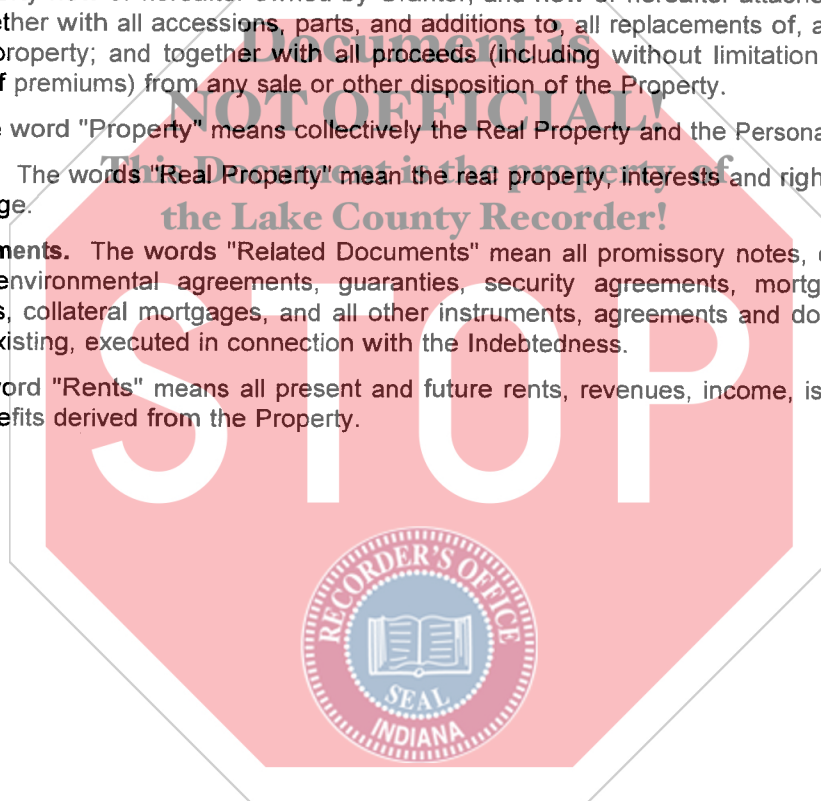 ether with all accessions, parts, and additions to, all replacements of, a
property; and together with all proceeds (including without limitation
f premiums) from any sale or other disposition of the Property.
word "Property" means collectively the Real Property and the Persona
The words "Real Property" mean the real property, interests and righ
ge.
ments. The words "Related Documents" mean all promissory notes,
environmental agreements, guaranties, security agreements, mortg
s, collateral mortgages, and all other instruments, agreements and do
xisting, executed in connection with the Indebtedness.
ord "Rents" means all present and future rents, revenues, income, is
efits derived from the Property.
Document is
NOT OFFICIAL!
This Document is the property of
the Lake County Recorder!
STOP
RECORDER'S OFFICE
SEAL
INDIANA